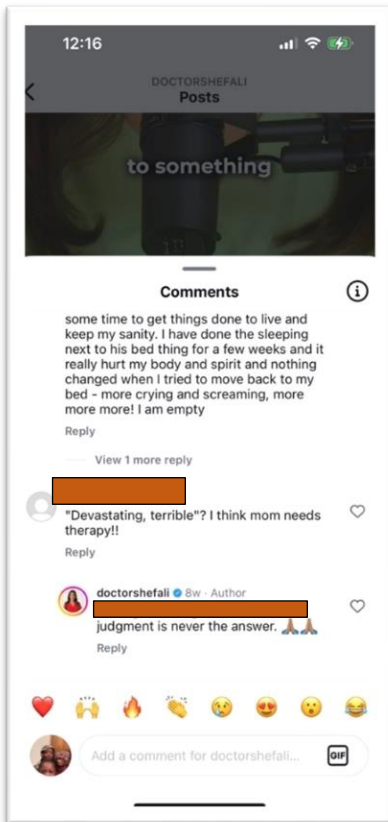 12:16
DOCTORSHEFALI
Posts
to something
Comments
some time to get things done to live and
keep my sanity. I have done the sleeping
next to his bed thing for a few weeks and it
really hurt my body and spirit and nothing
changed when I tried to move back to my
bed - more crying and screaming, more
more more! I am empty
Reply
View 1 more reply
"Devastating, terrible"? I think mom needs
therapy!!
Reply
doctorshefali 8w · Author
judgment is never the answer. 🙏🏽🙏🏽
Reply
Add a comment for doctorshefali...
GIF